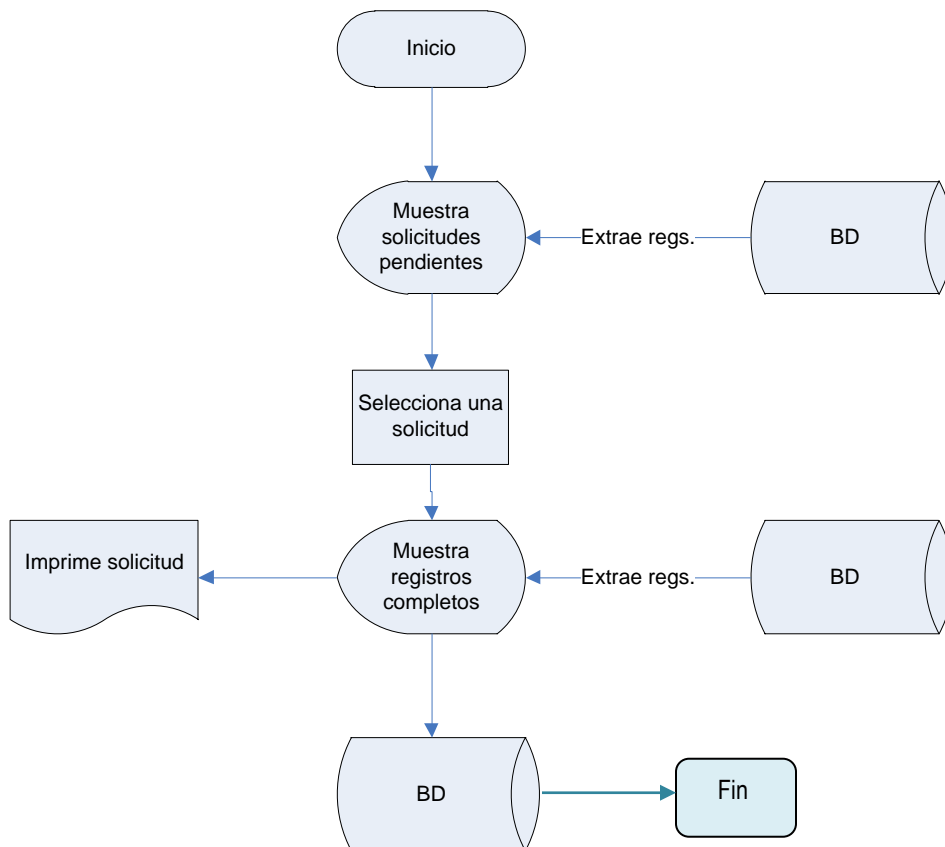 Inicio
Muestra
solicitudes
pendientes
Extrae regs.
BD
Selecciona una
solicitud
Imprime solicitud
Muestra
registros
completos
Extrae regs.
BD
BD
Fin